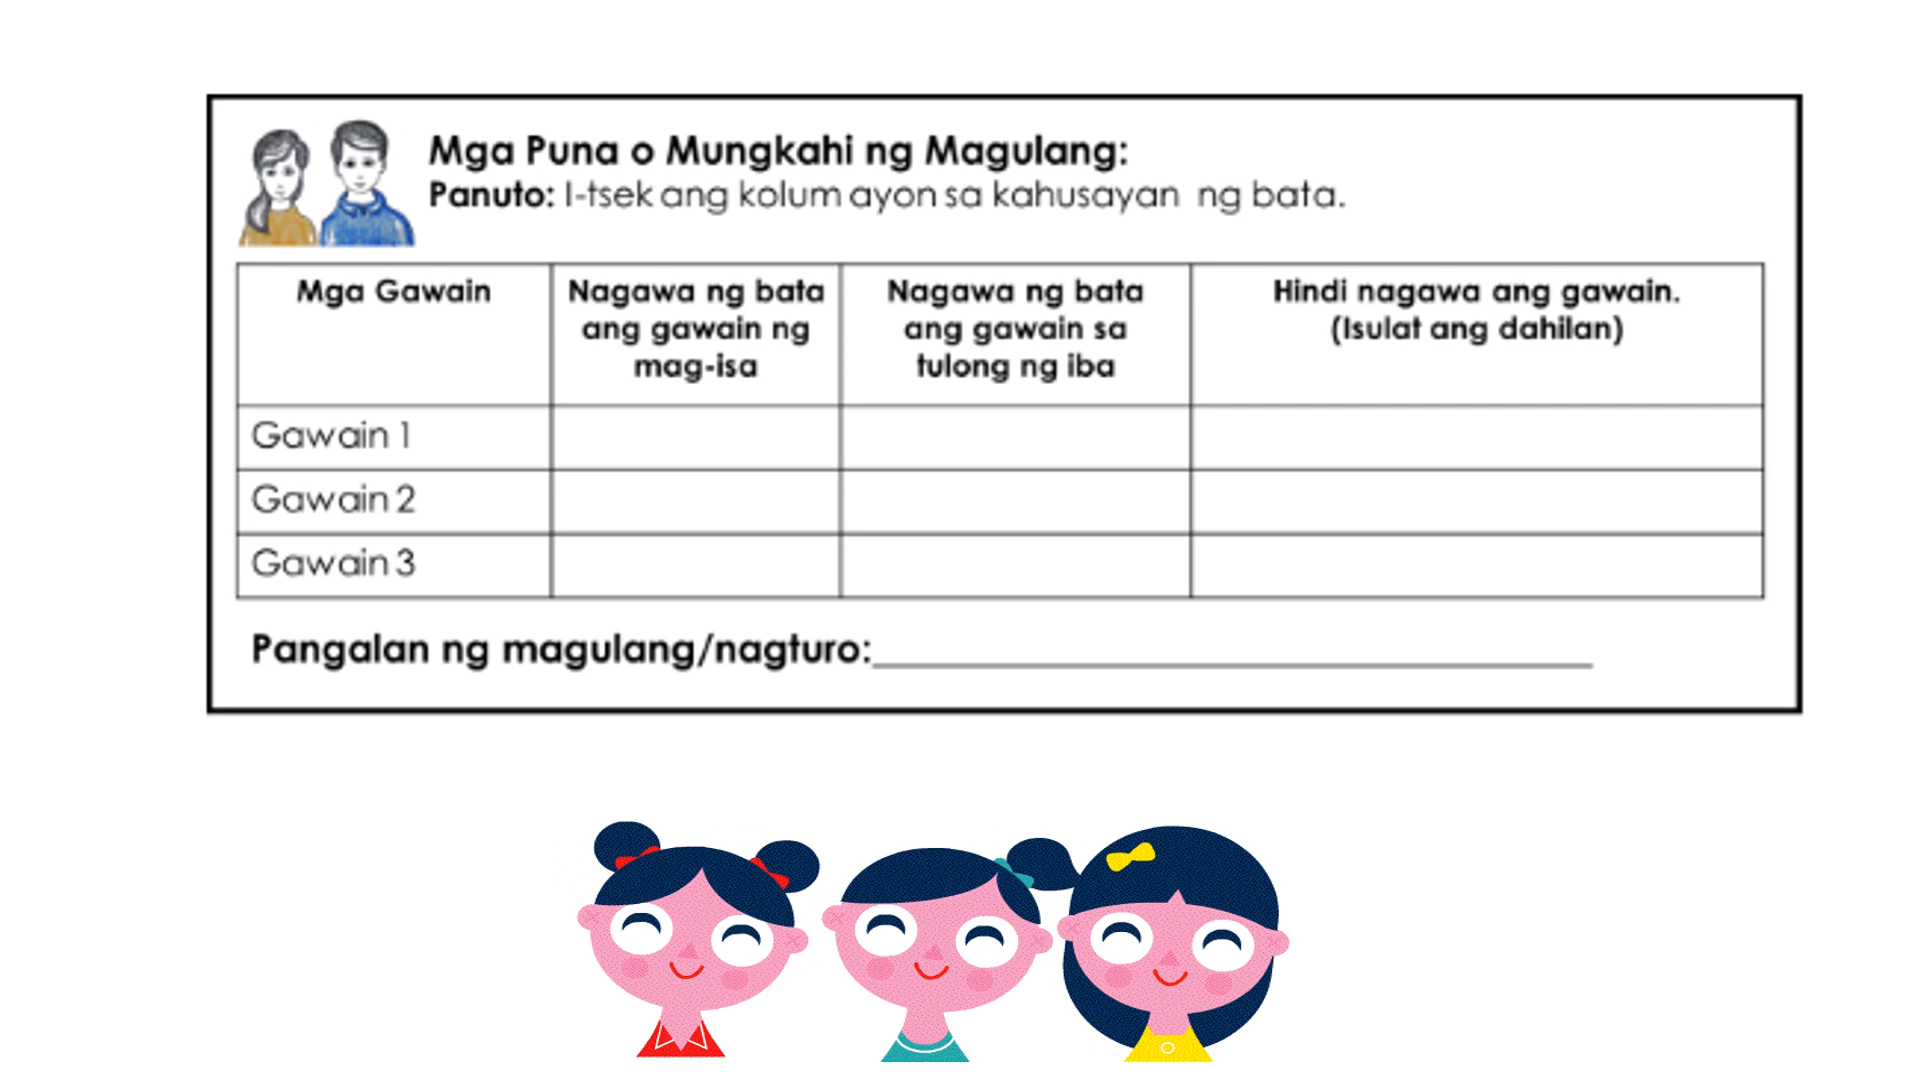 Mga Puna o Mungkahi ng Magulang:
Panuto: I-tsek ang kolum ayon sa kahusayan ng bata.
Mga Gawain
Nagawa ng bata
ang gawain ng
mag-isa
Nagawa ng bata
ang gawain sa
tulong ng iba
Hindi nagawa ang gawain.
(Isulat ang dahilan)
Gawain 1
Gawain 2
Gawain 3
Pangalan ng magulang/nagturo: